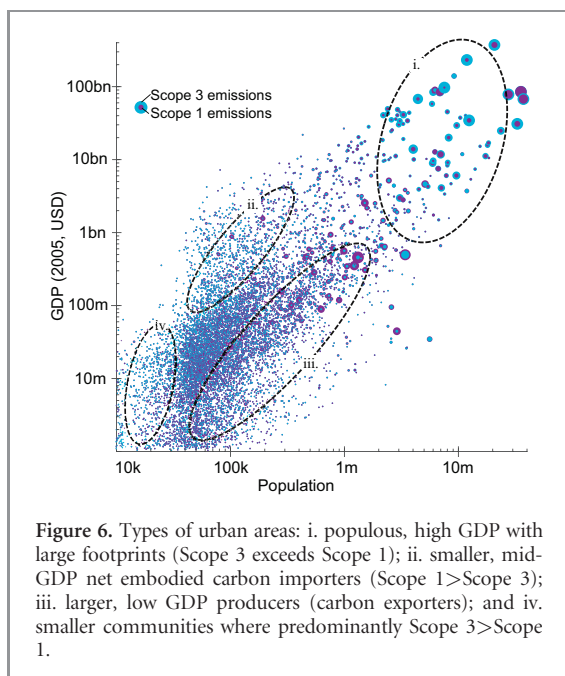 100bn
10bn
1bn
100m
10m
GDP (2005, USD)
Scope 3 emissions
Scope 1 emissions
i.
ii.
iv.
iii.
10k 100k 1m 10m
Population
Figure 6. Types of urban areas: i. populous, high GDP with
large footprints (Scope 3 exceeds Scope 1); ii. smaller, mid-
GDP net embodied carbon importers (Scope 1>Scope 3);
iii. larger, low GDP producers (carbon exporters); and iv.
smaller communities where predominantly Scope 3>Scope
1.